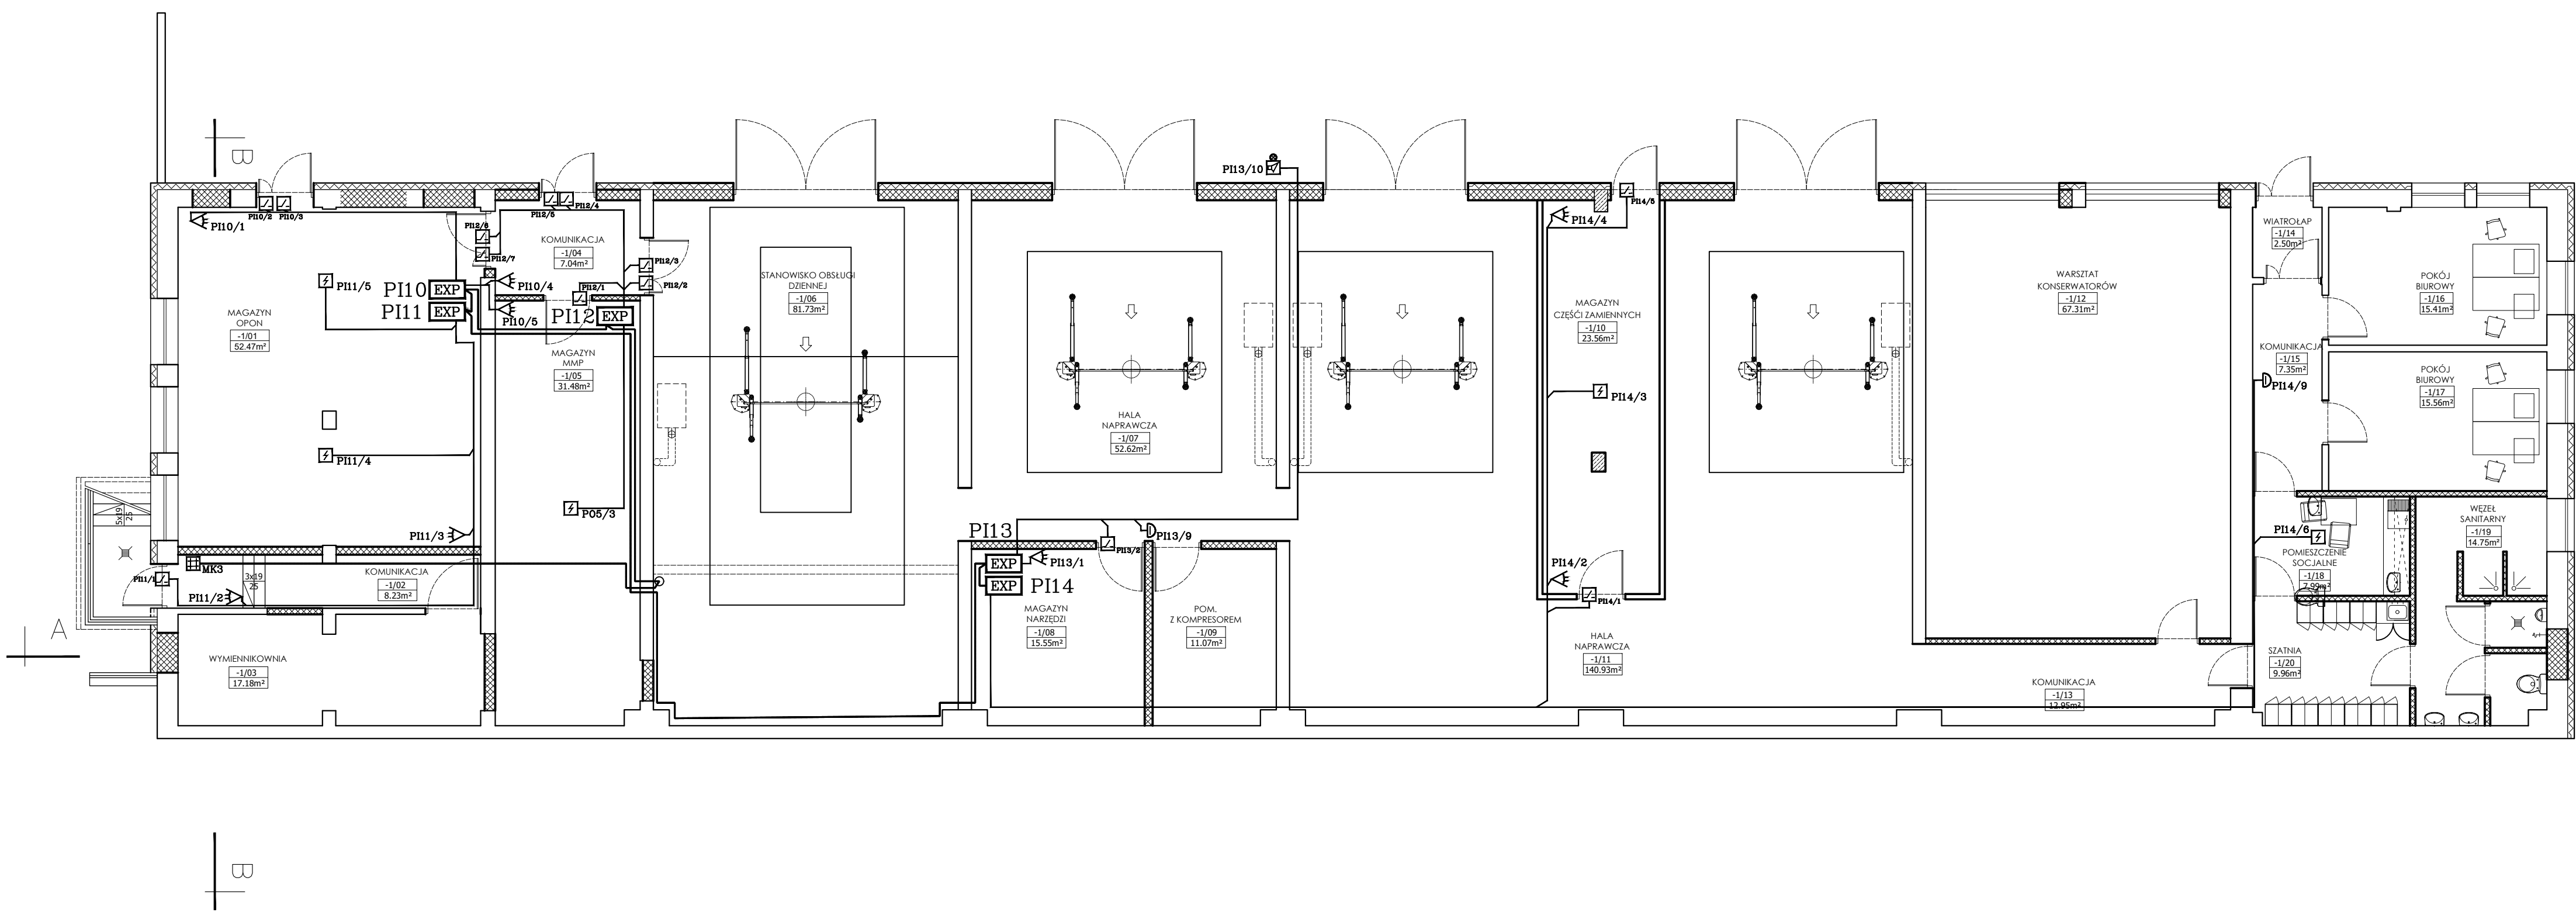 B
PI10/2
PI10/3
PI10/1
PI12/5
PI12/4
PI13/10
PI14/5
PI14/4
PI12/6
PI12/7
KOMUNIKACJA
-1/04
7.04m²
PI12/3
PI12/2
PI11/5
PI10
EXP
PI10/4
PI12/1
PI11
EXP
PI10/5
PI12
EXP
STANOWISKO OBSŁUGI
DZIENNEJ
-1/06
81.73m²
MAGAZYN
OPON
-1/01
52.47m²
MAGAZYN
MMP
-1/05
31.48m²
HALA
NAPRAWCZA
-1/07
52.62m²
MAGAZYN
CZĘŚĆI ZAMIENNYCH
-1/10
23.56m²
PI14/3
WARSZTAT
KONSERWATORÓW
-1/12
67.31m²
WIATROŁAP
-1/14
2.50m²
POKÓJ
BIUROWY
-1/16
15.41m²
KOMUNIKACJA
-1/15
7.35m²
PI14/9
POKÓJ
BIUROWY
-1/17
15.56m²
PI11/4
5x19
25
P05/3
PI11/3
PI13
PI13/2
PI13/9
EXP
PI13/1
EXP
PI14
PI14/2
PI14/1
PI14/6
POMIESZCZENIE
SOCJALNE
-1/18
7.99m²
WĘZEŁ
SANITARNY
-1/19
14.75m²
MK3
PI11/1
PI11/2
3x19
25
KOMUNIKACJA
-1/02
8.23m²
A
MAGAZYN
NARZĘDZI
-1/08
15.55m²
POM.
Z KOMPRESOREM
-1/09
11.07m²
HALA
NAPRAWCZA
-1/11
140.93m²
WYMIENNIKOWNIA
-1/03
17.18m²
KOMUNIKACJA
-1/13
12.95m²
SZATNIA
-1/20
9.96m²
B